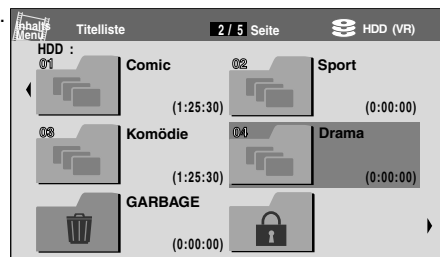 Inhalts Menü
Titelliste
2 / 5 Seite
HDD (VR)
HDD :
01 Comic (1:25:30)
02 Sport (0:00:00)
03 Komödie (1:25:30)
04 Drama (0:00:00)
GARBAGE (0:00:00)